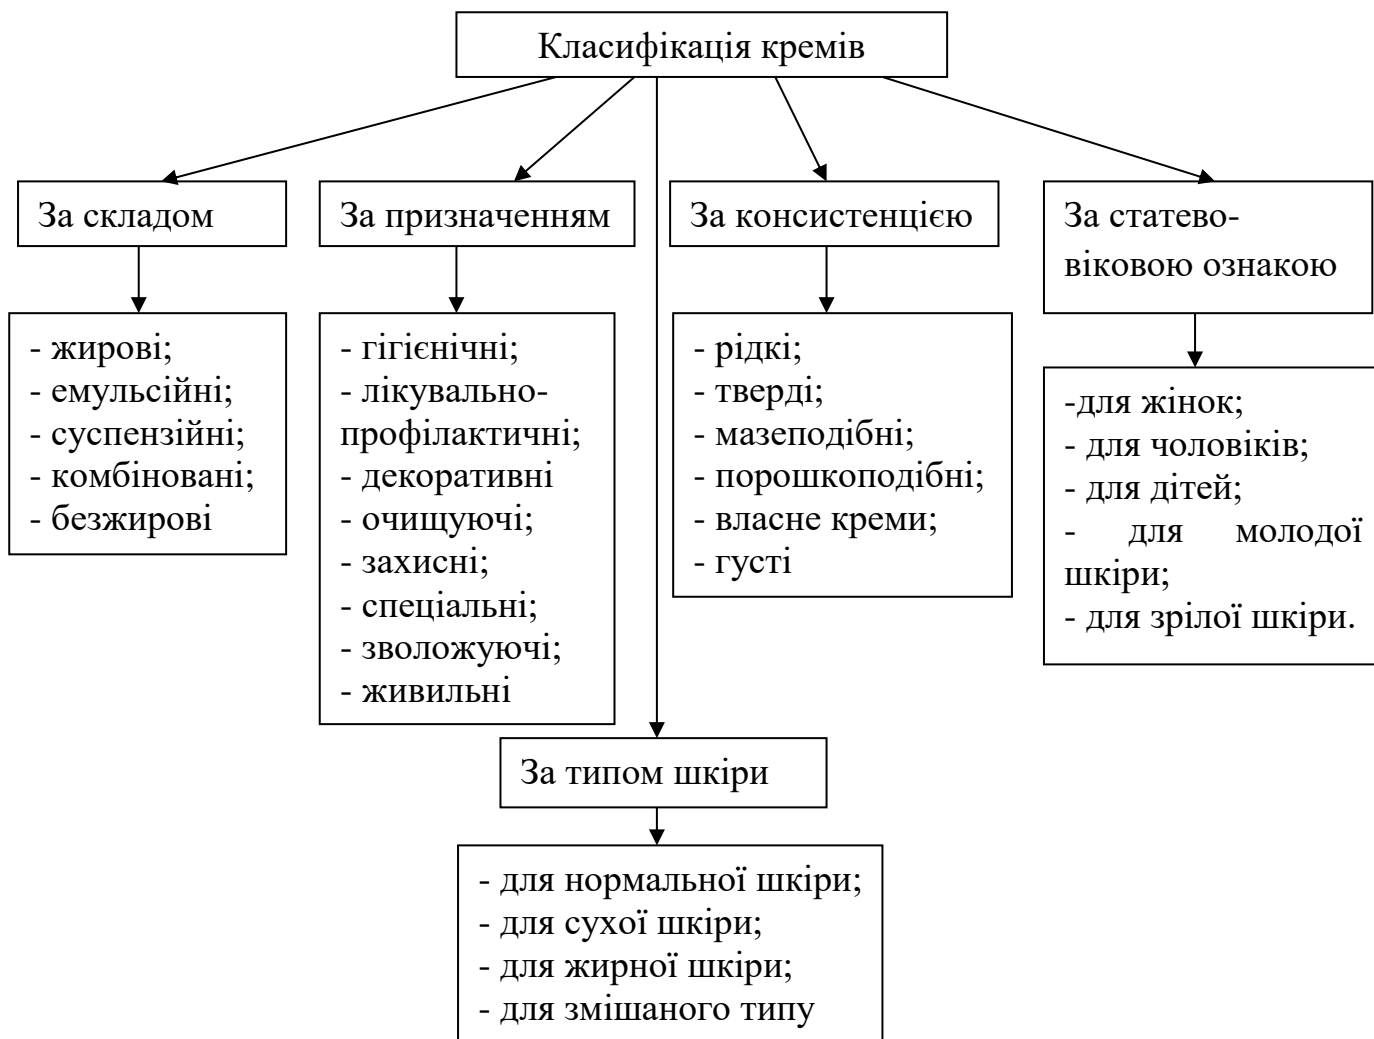 Класифікація кремів
За складом
- жирові;
- емульсійні;
- суспензійні;
- комбіновані;
- безжирові
За призначенням
- гігієнічні;
- лікувально-
профілактичні;
- декоративні
- очищуючі;
- захисні;
- спеціальні;
- зволожуючі;
- живильні
За консистенцією
- рідкі;
- тверді;
- мазеподібні;
- порошкоподібні;
- власне креми;
- густі
За статево-
віковою ознакою
-для жінок;
- для чоловіків;
- для дітей;
- для молодої
шкіри;
- для зрілої шкіри.
За типом шкіри
- для нормальної шкіри;
- для сухої шкіри;
- для жирної шкіри;
- для змішаного типу